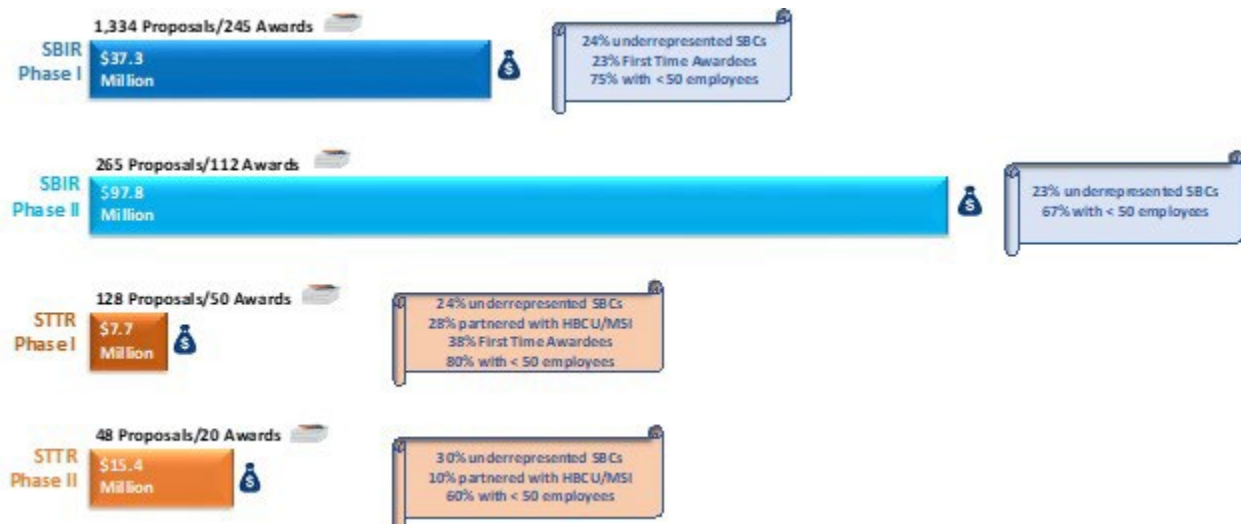 1,334 Proposals/245 Awards
SBIR
Phase I
$37.3
Million
$
24% underrepresented SBCs
23% First Time Awardees
75% with < 50 employees
265 Proposals/112 Awards
SBIR
Phase II
$97.8
Million
$
23% underrepresented SBCs
67% with < 50 employees
128 Proposals/50 Awards
STTR
Phase I
$7.7
Million
$
24% underrepresented SBCs
28% partnered with HBCU/MSI
38% First Time Awardees
80% with < 50 employees
48 Proposals/20 Awards
STTR
Phase II
$15.4
Million
$
30% underrepresented SBCs
10% partnered with HBCU/MSI
60% with < 50 employees